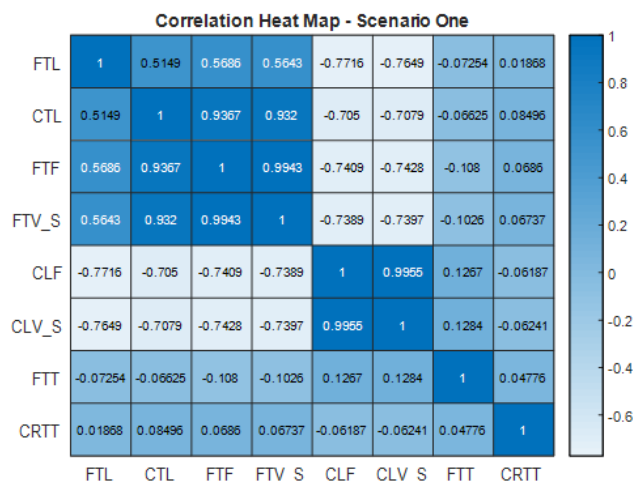 Correlation Heat Map - Scenario One
FTL 1 0.5149 0.5686 0.5643 -0.7716 -0.7649 -0.07254 0.01868
CTL 0.5149 1 0.9367 0.932 -0.705 -0.7079 -0.06625 0.08496
FTF 0.5686 0.9367 1 0.9943 -0.7409 -0.7428 -0.108 0.0686
FTV_S 0.5643 0.932 0.9943 1 -0.7389 -0.7397 -0.1026 0.06737
CLF -0.7716 -0.705 -0.7409 -0.7389 1 0.9955 0.1267 -0.06187
CLV_S -0.7649 -0.7079 -0.7428 -0.7397 0.9955 1 0.1284 -0.06241
FTT -0.07254 -0.06625 -0.108 -0.1026 0.1267 0.1284 1 0.04776
CRTT 0.01868 0.08496 0.0686 0.06737 -0.06187 -0.06241 0.04776 1
FTL CTL FTF FTV_S CLF CLV_S FTT CRTT
1
0.8
0.6
0.4
0.2
0
-0.2
-0.4
-0.6